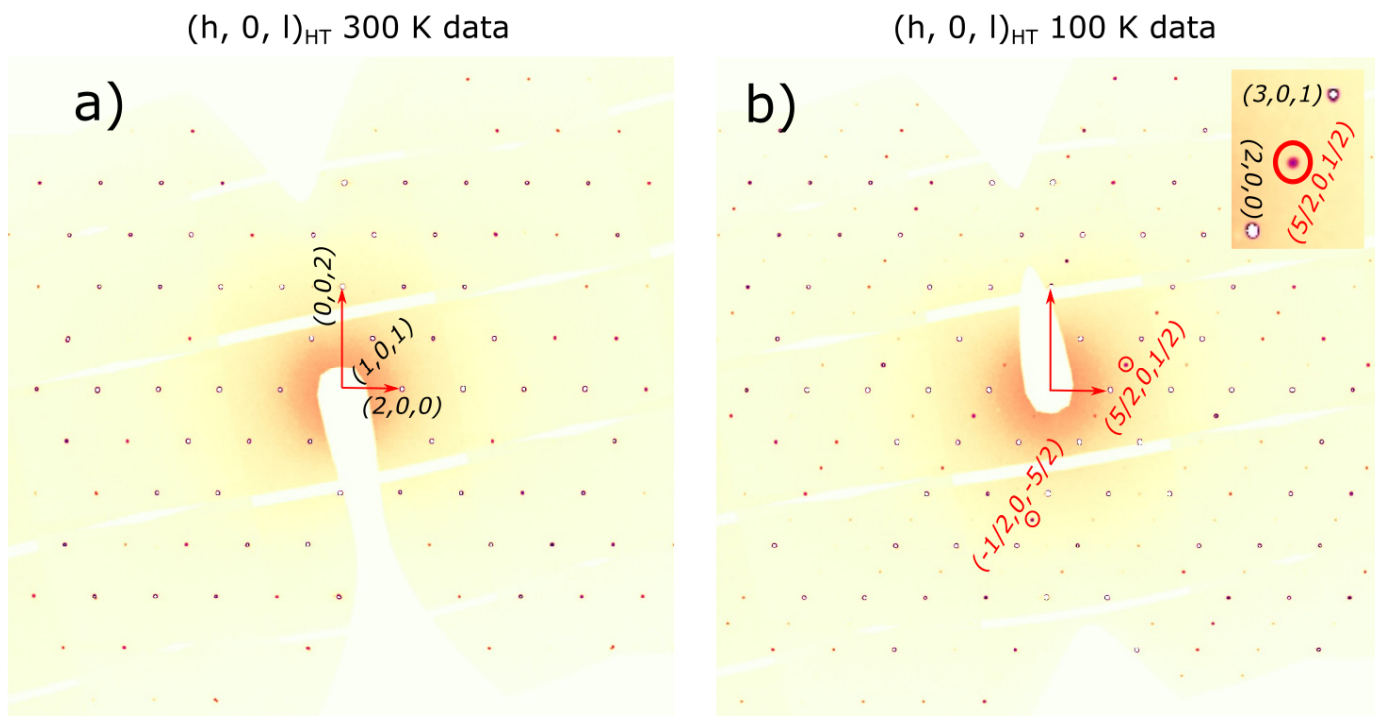 (h, 0, l)HT 300 K data
(h, 0, l)HT 100 K data
a)
(0,0,2)
(1,0,1)
(2,0,0)
b)
(3,0,1)
(2,0,0)
(5/2,0,1/2)
(5/2,0,1/2)
(-1/2,0,-5/2)